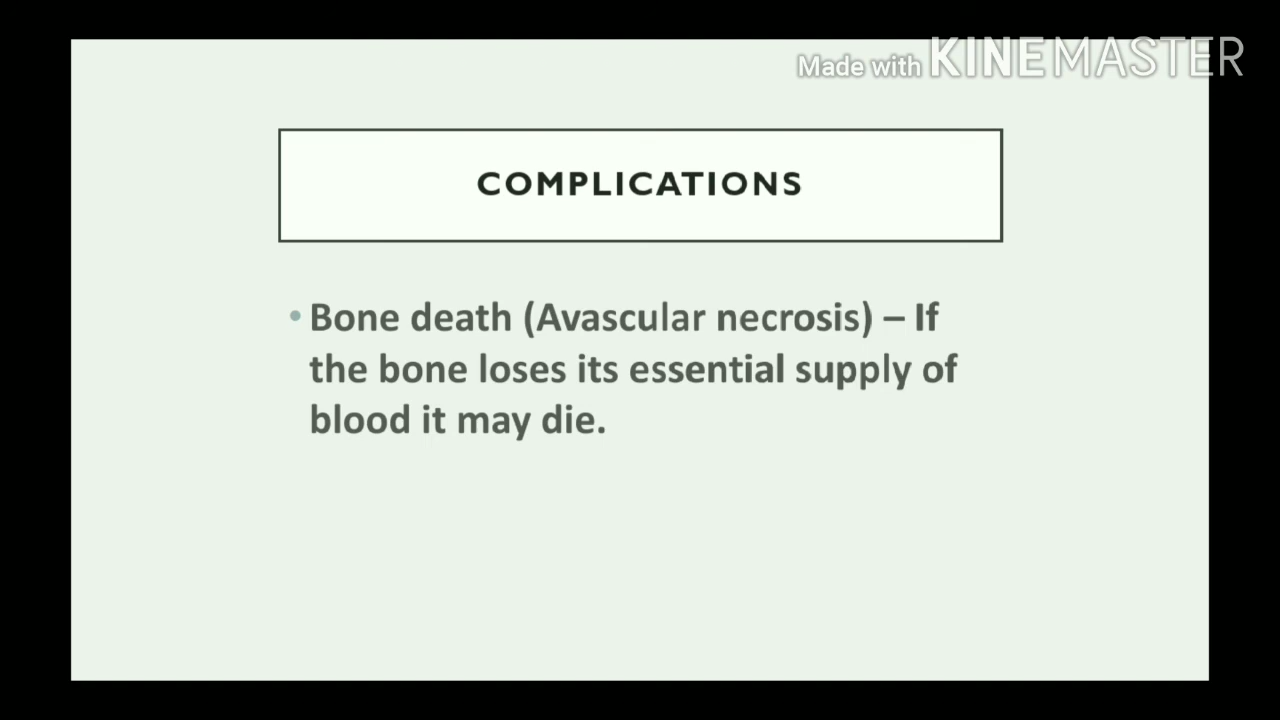 Made with KINEMASTER
COMPLICATIONS
• Bone death (Avascular necrosis) – If
the bone loses its essential supply of
blood it may die.